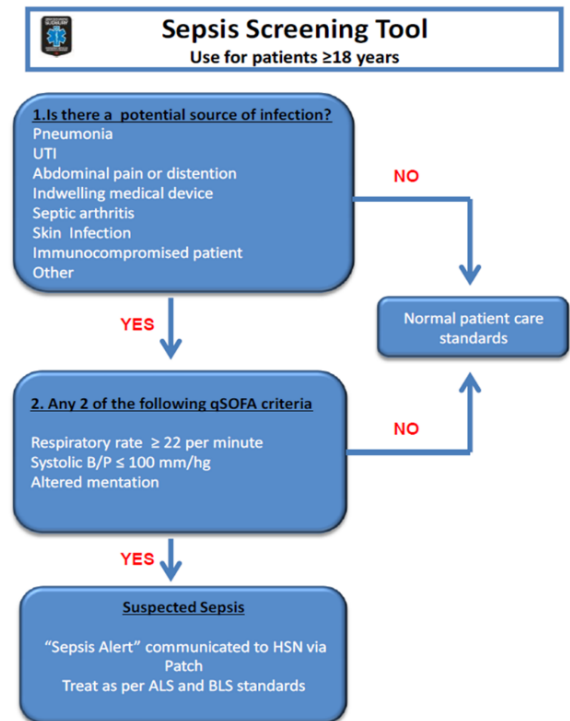 Sepsis Screening Tool
Use for patients ≥18 years
1.Is there a potential source of infection?
Pneumonia
UTI
Abdominal pain or distention
Indwelling medical device
Septic arthritis
Skin Infection
Immunocompromised patient
Other
NO
YES
Normal patient care
standards
2. Any 2 of the following qSOFA criteria
Respiratory rate ≥ 22 per minute
Systolic B/P ≤ 100 mm/hg
Altered mentation
NO
YES
Suspected Sepsis
“Sepsis Alert” communicated to HSN via
Patch
Treat as per ALS and BLS standards